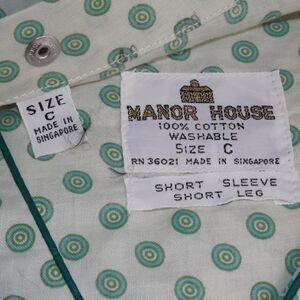 SIZE
C
MADE IN
SINGAPORE
MANOR HOUSE
100% COTTON
WASHABLE
SIZE C
RN 36021 MADE IN SINGAPORE
SHORT SLEEVE
SHORT LEG